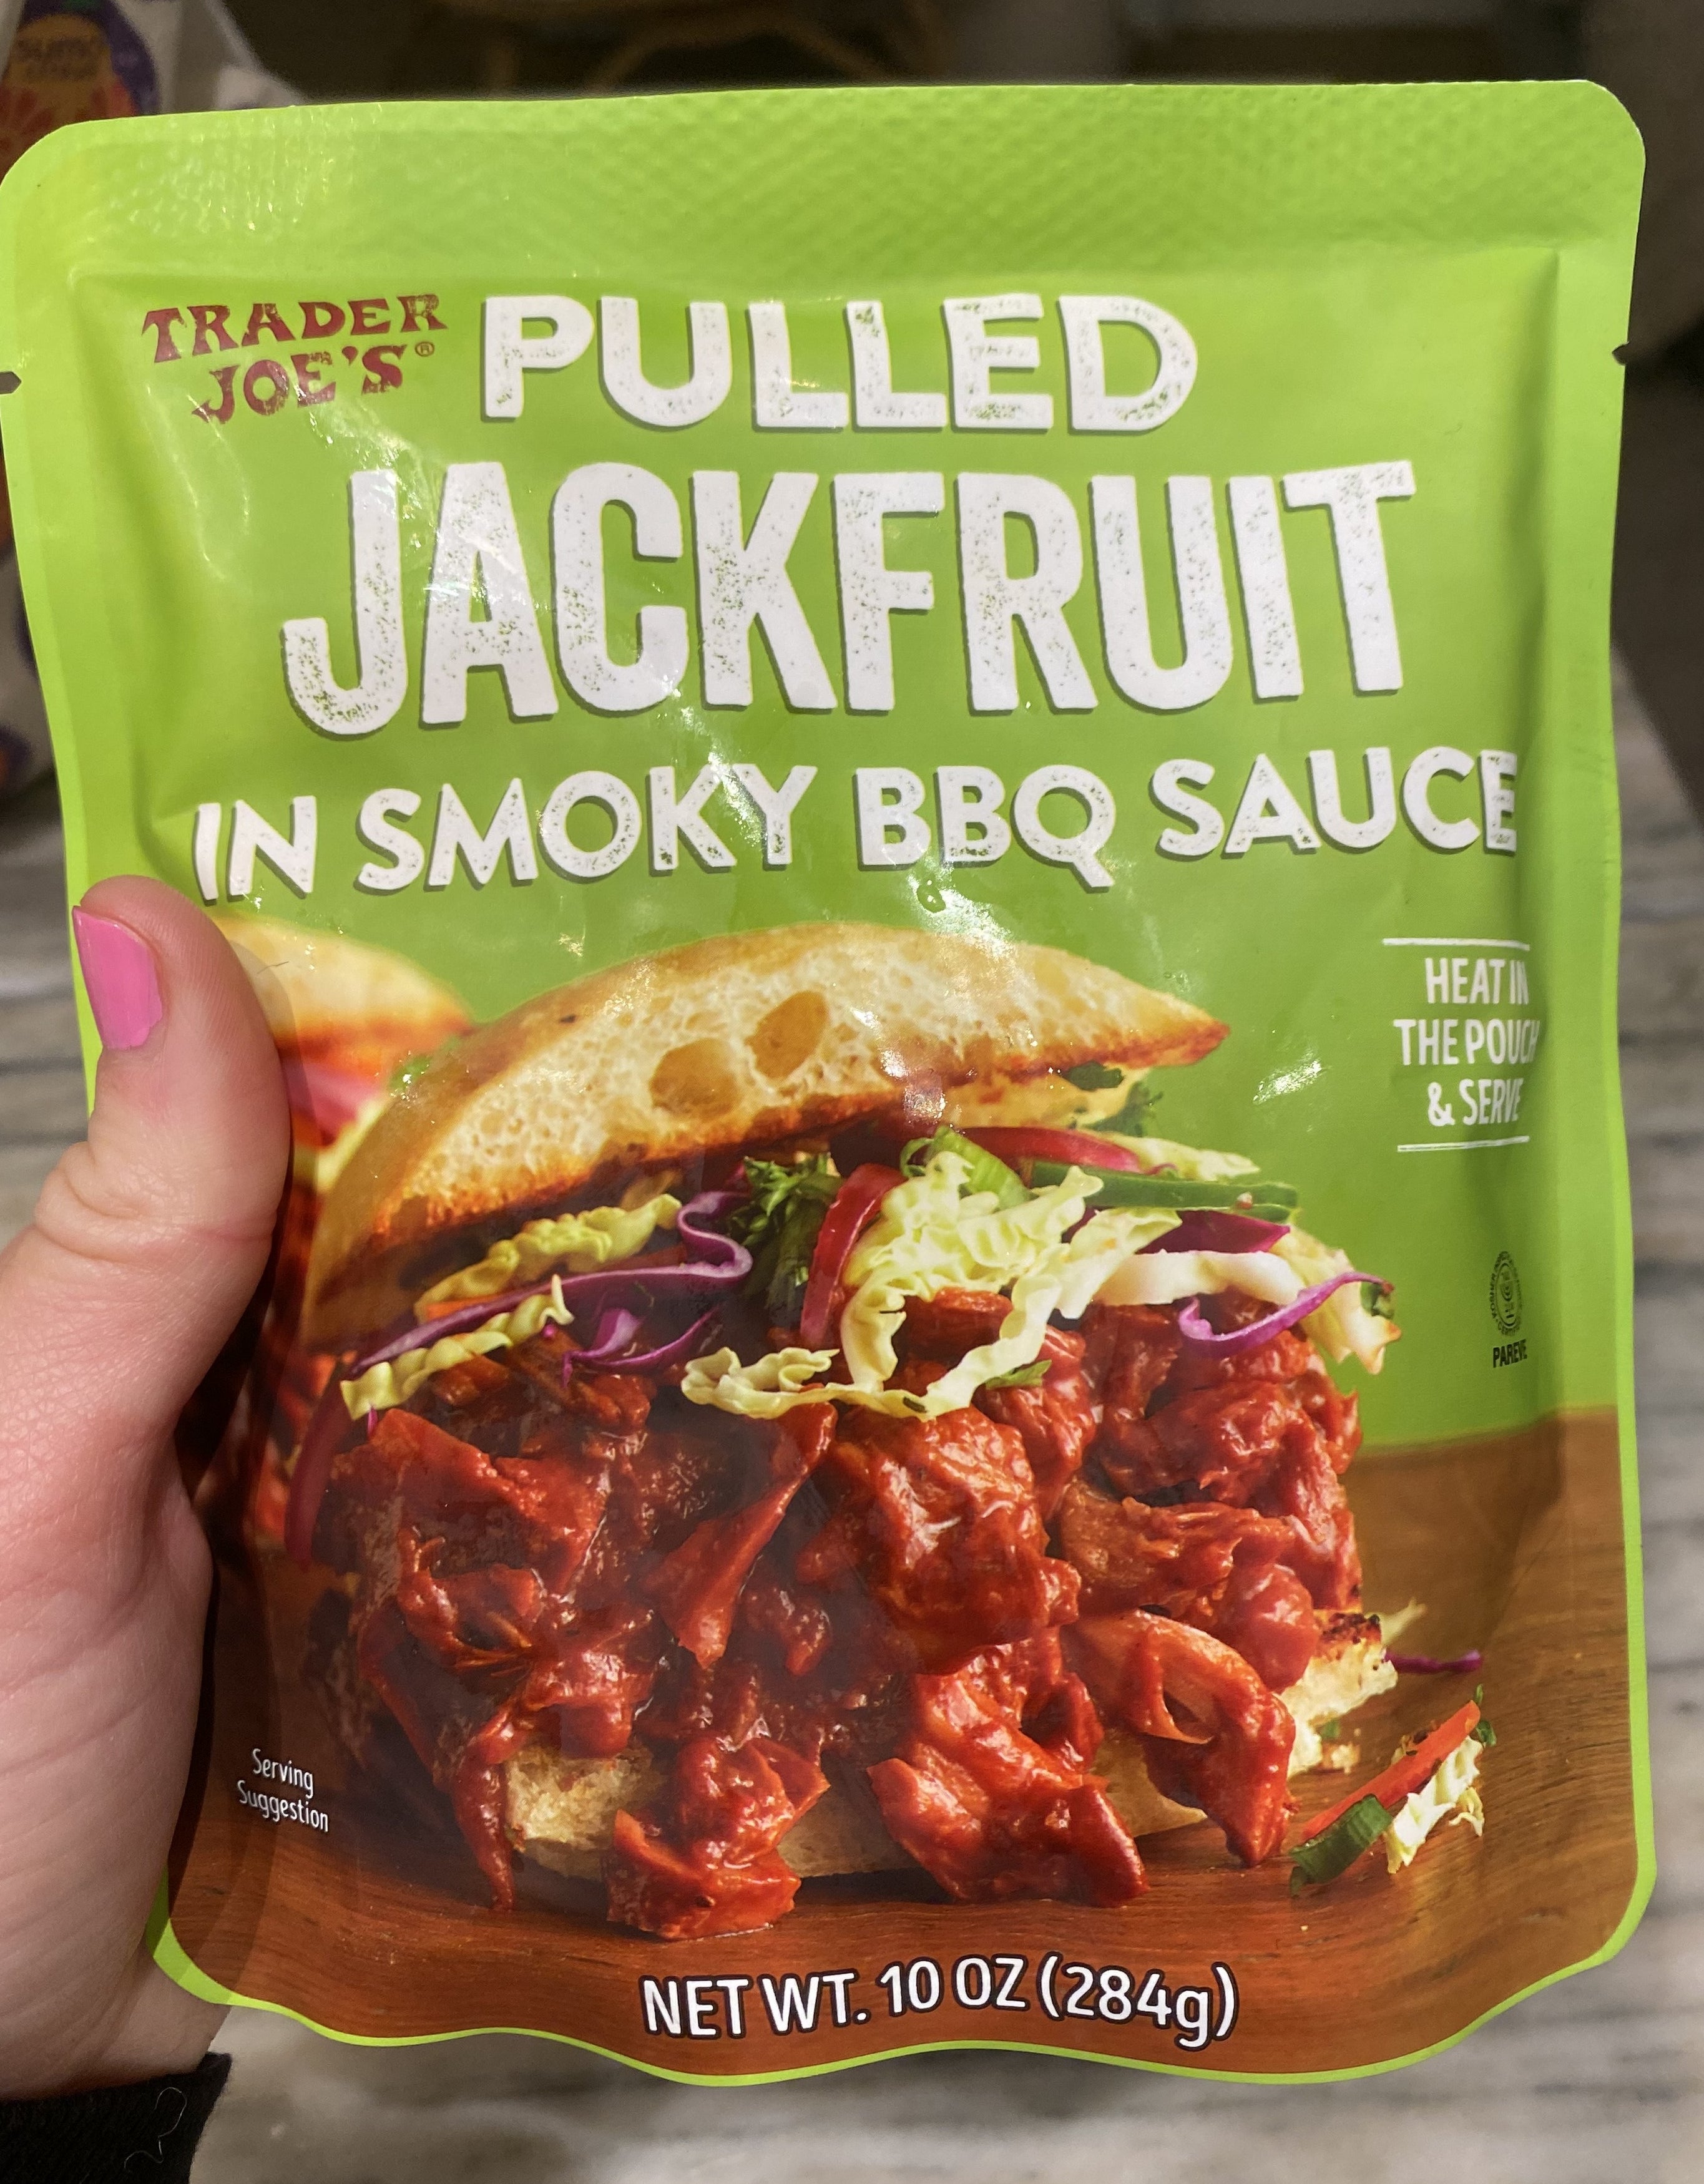 TRADER
JOE'S®
PULLED
JACKFRUIT
IN SMOKY BBQ SAUCE
HEAT IN
THE POUCH
& SERVE
PAREVE
Serving
Suggestion
NET WT. 10 OZ (284g)